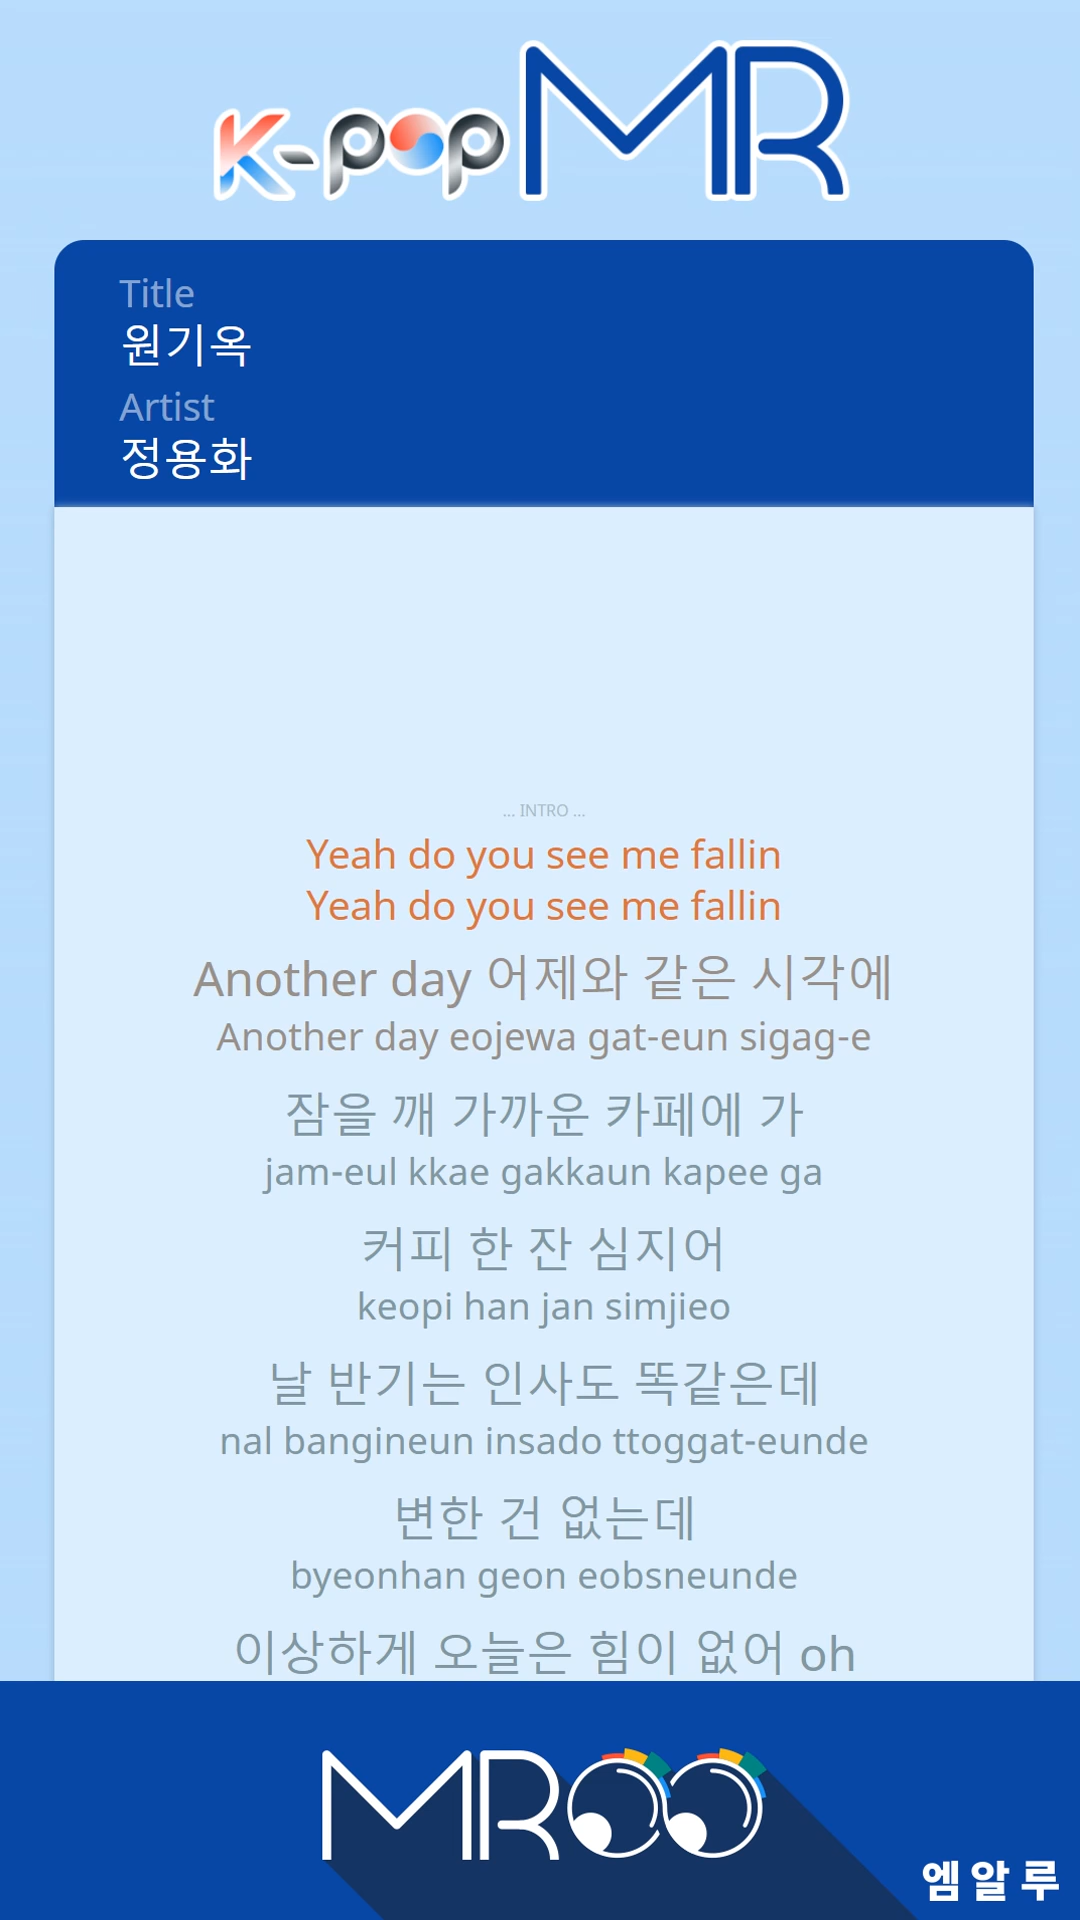 K-pop MR
Title
원기옥
Artist
정용화
... INTRO ...
Yeah do you see me fallin
Yeah do you see me fallin
Another day 어제와 같은 시각에
Another day eojewa gat-eun sigag-e
잠을 깨 가까운 카페에 가
jam-eul kkae gakkaun kapee ga
커피 한 잔 심지어
keopi han jan simjieo
날 반기는 인사도 똑같은데
nal bangineun insado ttoggat-eunde
변한 건 없는데
byeonhan geon eobsneunde
이상하게 오늘은 힘이 없어 oh
MROO
엠알루